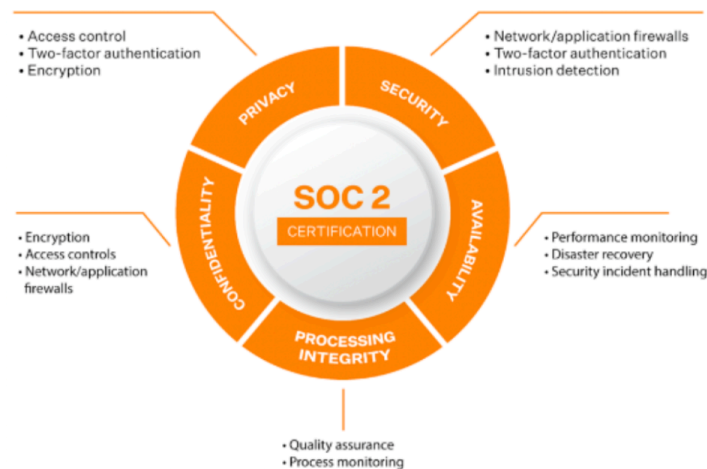 • Access control
• Two-factor authentication
• Encryption
• Network/application firewalls
• Two-factor authentication
• Intrusion detection
PRIVACY
SECURITY
SOC 2
CERTIFICATION
CONFIDENTIALITY
AVAILABILITY
• Encryption
• Access controls
• Network/application
firewalls
• Performance monitoring
• Disaster recovery
• Security incident handling
PROCESSING
INTEGRITY
• Quality assurance
• Process monitoring